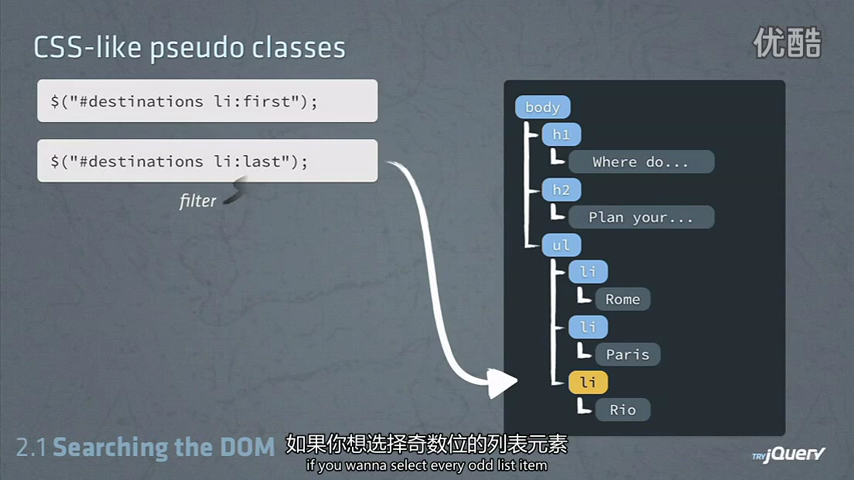 CSS-like pseudo classes
优酷
$("#destinations li:first");
$("#destinations li:last");
filter
body
h1
Where do...
h2
Plan your...
ul
li
Rome
li
Paris
li
Rio
2.1 Searching the DOM
如果你想选择奇数位的列表元素
if you wanna select every odd list item
TRY jQUERY